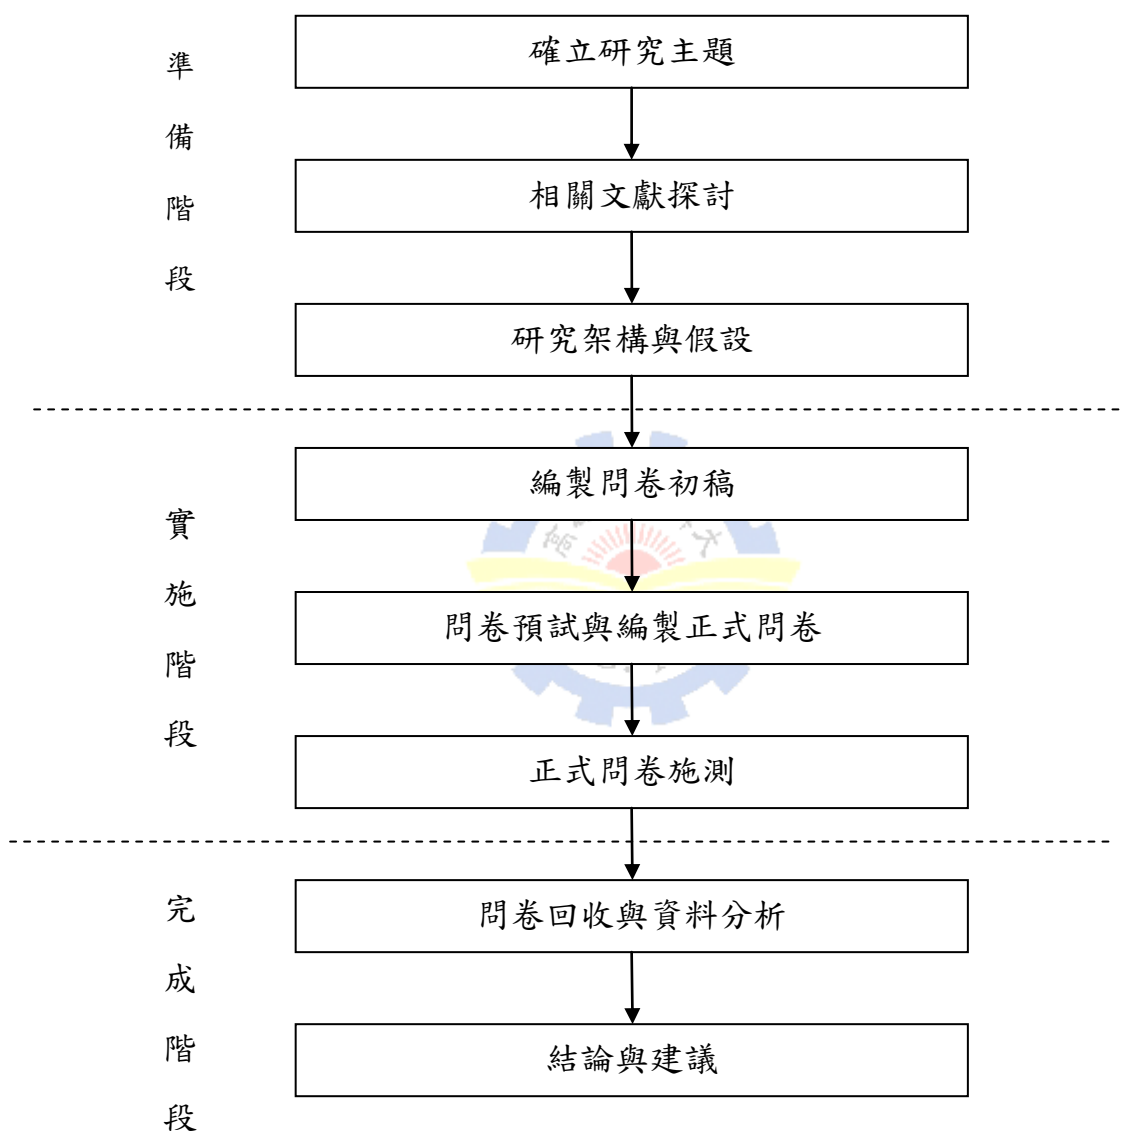 準備階段
確立研究主題
相關文獻探討
研究架構與假設
實施階段
編製問卷初稿
問卷預試與編製正式問卷
正式問卷施測
完成階段
問卷回收與資料分析
結論與建議